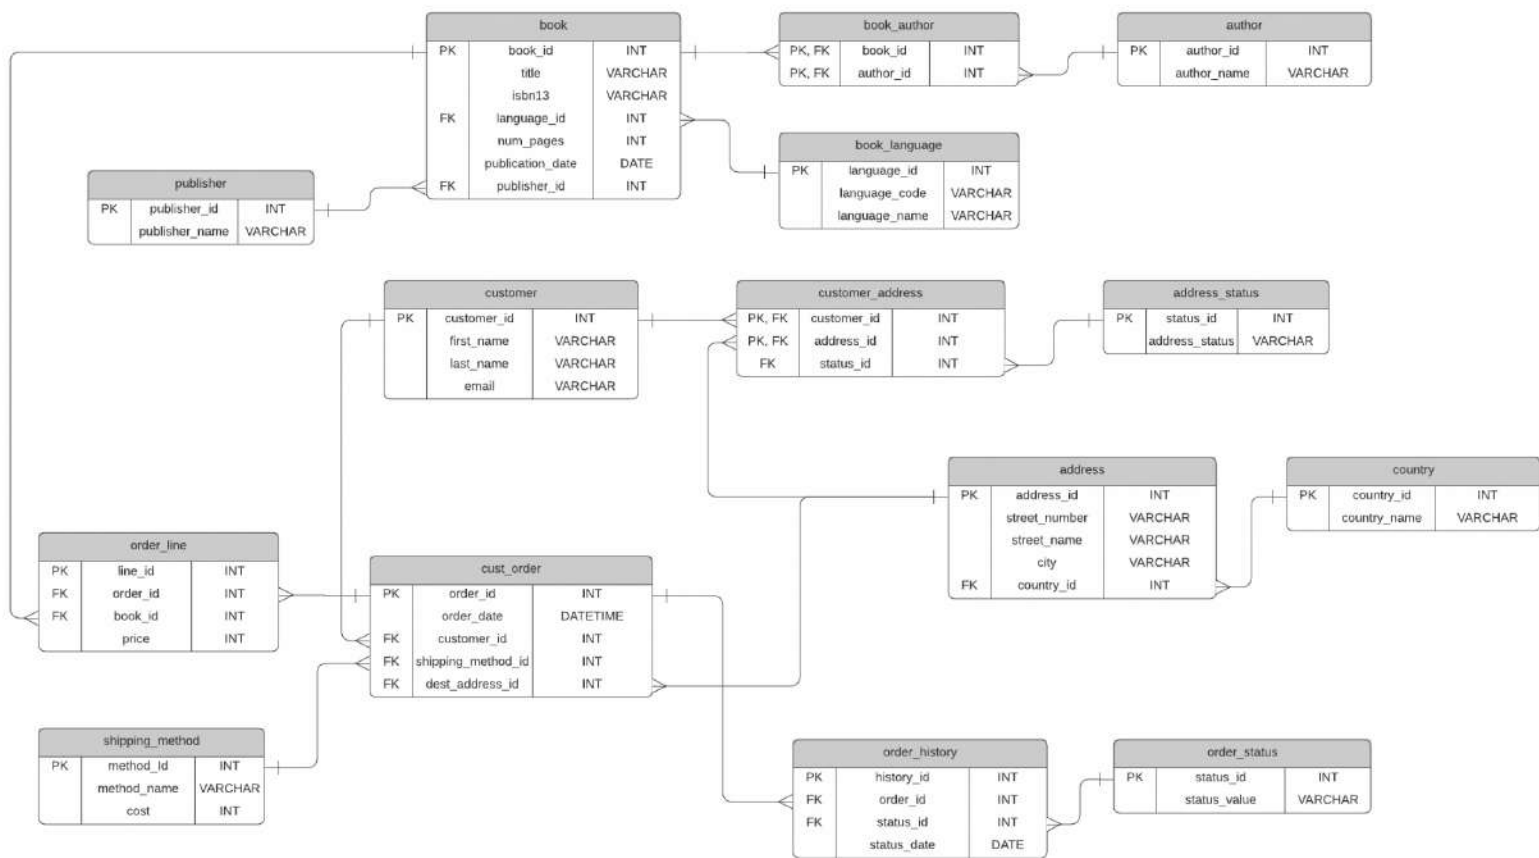 book
PK book_id INT
title VARCHAR
isbn13 VARCHAR
FK language_id INT
num_pages INT
publication_date DATE
FK publisher_id INT
book_author
PK, FK book_id INT
PK, FK author_id INT
author
PK author_id INT
author_name VARCHAR
book_language
PK language_id INT
language_code VARCHAR
language_name VARCHAR
publisher
PK publisher_id INT
publisher_name VARCHAR
customer
PK customer_id INT
first_name VARCHAR
last_name VARCHAR
email VARCHAR
customer_address
PK, FK customer_id INT
PK, FK address_id INT
FK status_id INT
address_status
PK status_id INT
address_status VARCHAR
address
PK address_id INT
street_number VARCHAR
street_name VARCHAR
city VARCHAR
FK country_id INT
country
PK country_id INT
country_name VARCHAR
order_line
PK line_id INT
FK order_id INT
FK book_id INT
price INT
cust_order
PK order_id INT
order_date DATETIME
FK customer_id INT
FK shipping_method_id INT
FK dest_address_id INT
shipping_method
PK method_Id INT
method_name VARCHAR
cost INT
order_history
PK history_id INT
FK order_id INT
FK status_id INT
status_date DATE
order_status
PK status_id INT
status_value VARCHAR